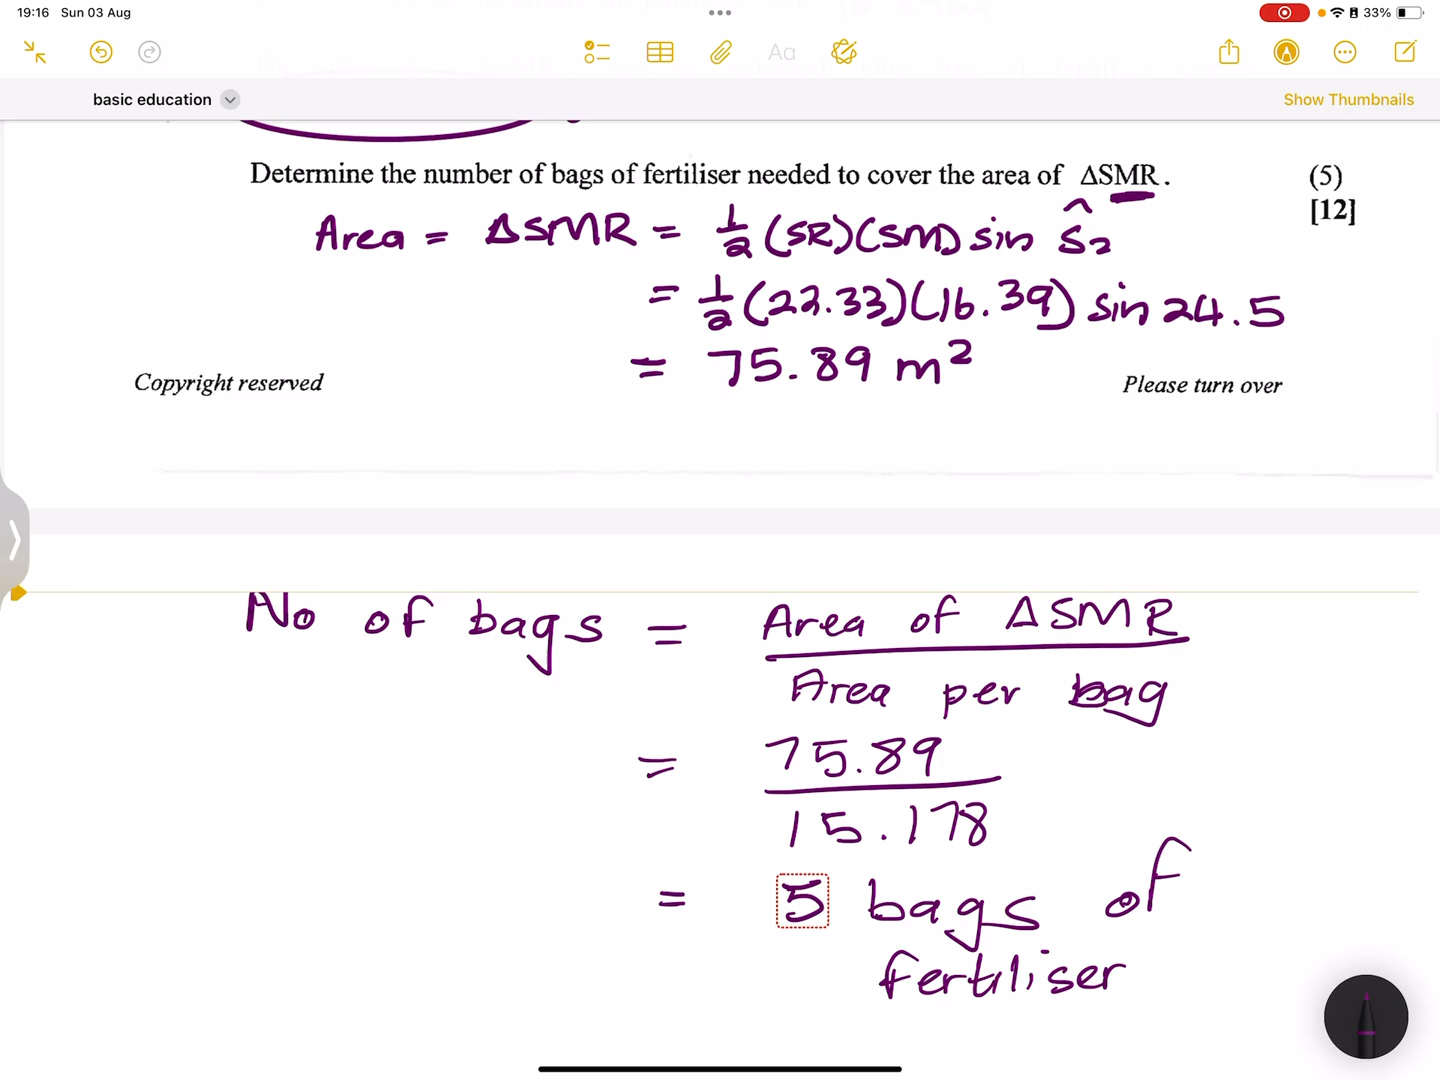 19:16 Sun 03 Aug
33%
Aa
basic education
Show Thumbnails
Determine the number of bags of fertiliser needed to cover the area of ΔSMR. (5)
[12]
Area = ΔSMR = 1/2 (SR)(SM) sin Ŝ2
= 1/2 (22.33)(16.39) sin 24.5
= 75.89 m²
Copyright reserved
Please turn over
No of bags = Area of ΔSMR
Area per bag
= 75.89
15.178
= 5 bags of
fertiliser